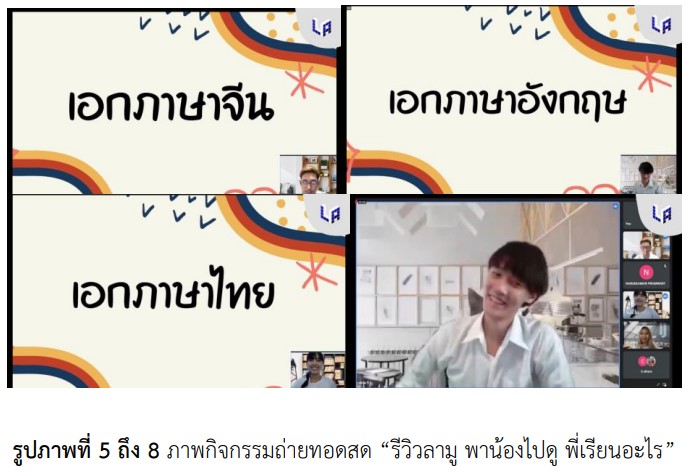 LA
เอกภาษาจีน
LA
เอกภาษาอังกฤษ
LA
เอกภาษาไทย
LA
N
รูปภาพที่ 5 ถึง 8 ภาพกิจกรรมถ่ายทอดสด “รีวิวลามู พาน้องไปดู พี่เรียนอะไร”